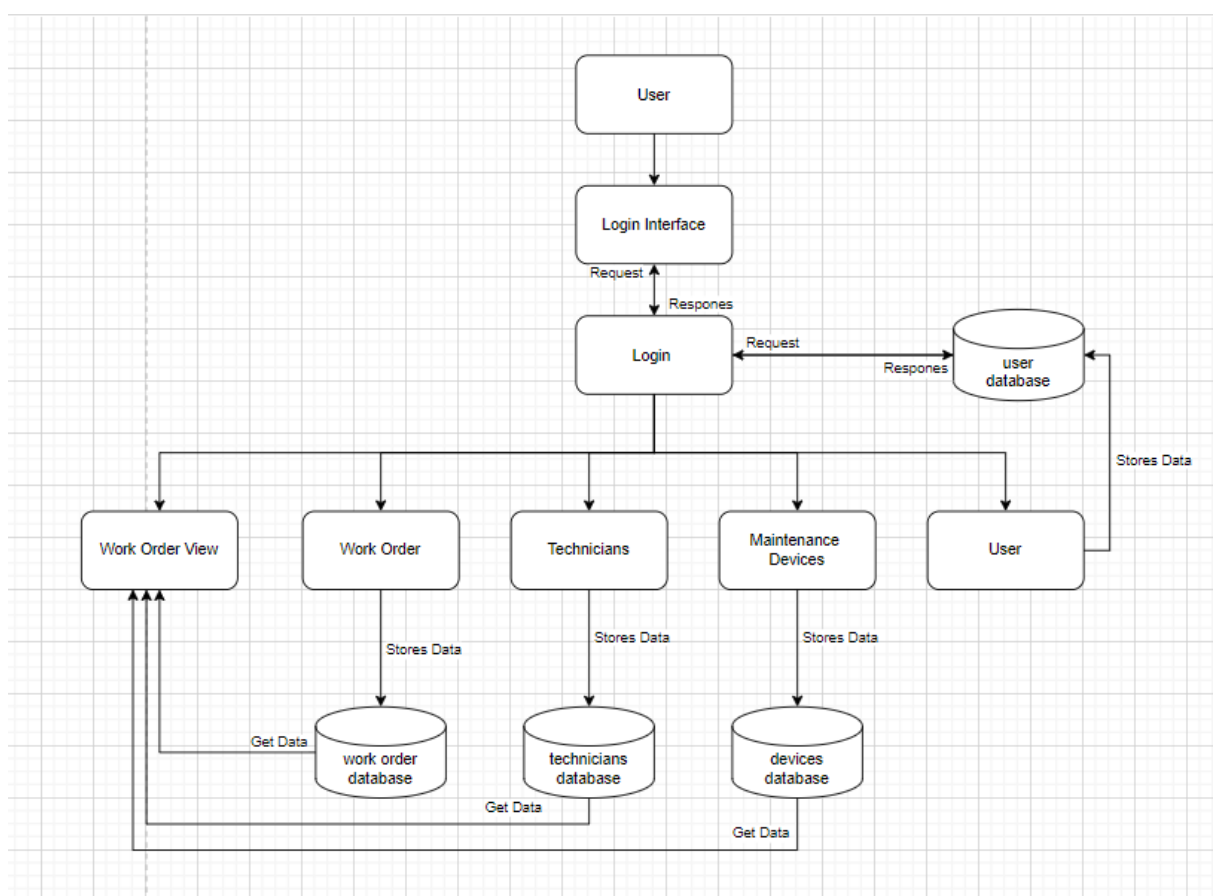 User
Login Interface
Request
Respones
Login
Request
Respones
user
database
Stores Data
Work Order View
Work Order
Technicians
Maintenance
Devices
User
Stores Data
Stores Data
Stores Data
Get Data
work order
database
technicians
database
devices
database
Get Data
Get Data